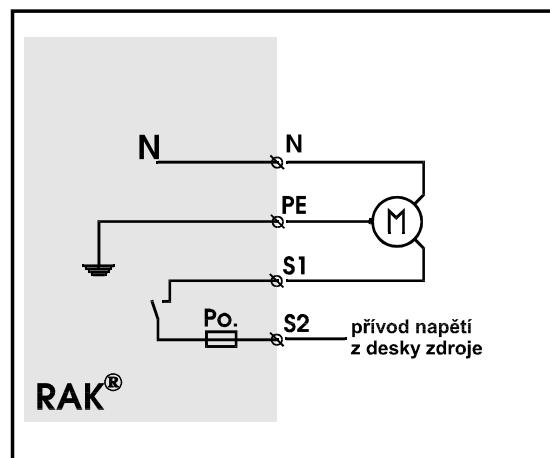 N
N
PE
M
S1
Po.
S2
přívod napětí
z desky zdroje
RAK®